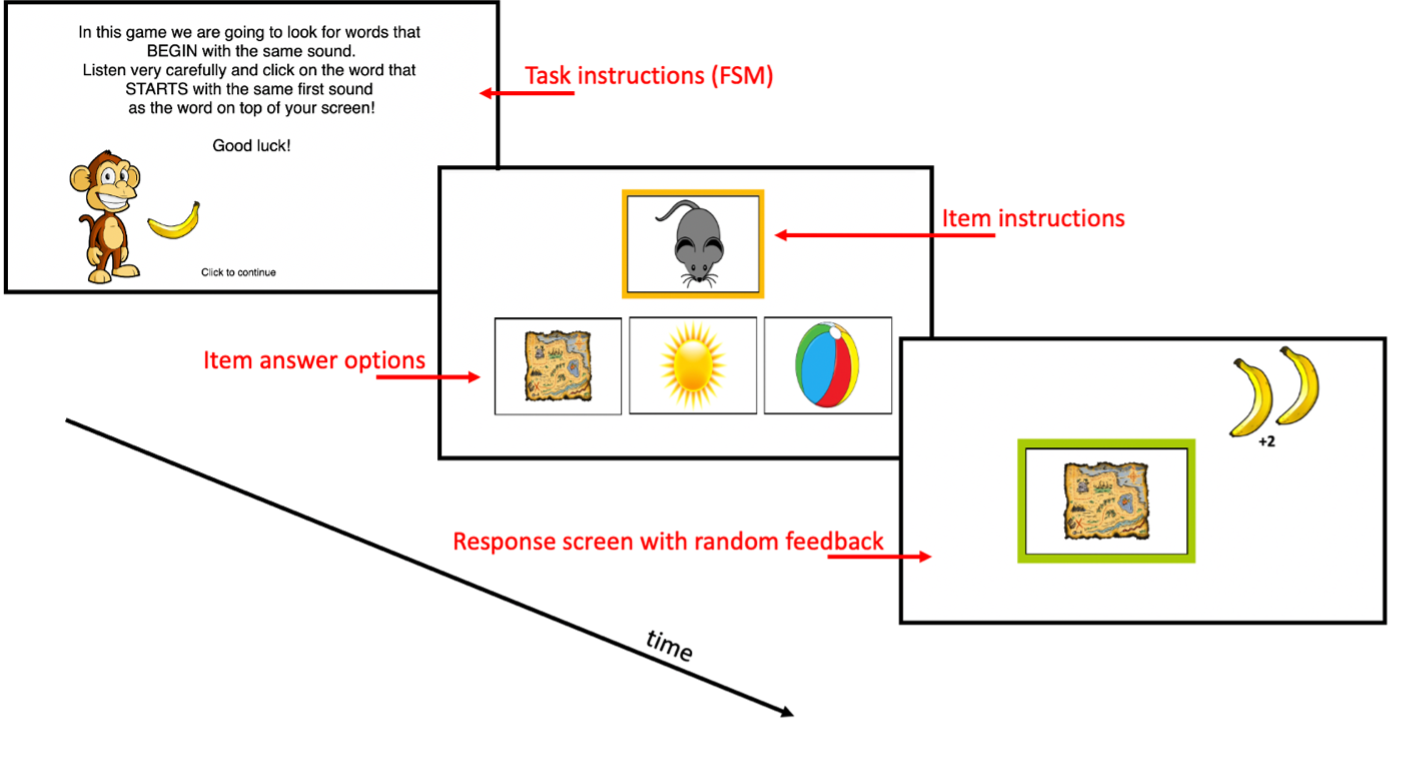 In this game we are going to look for words that
BEGIN with the same sound.
Listen very carefully and click on the word that
STARTS with the same first sound
as the word on top of your screen!
Good luck!
Click to continue
Task instructions (FSM)
Item instructions
Item answer options
+2
Response screen with random feedback
time